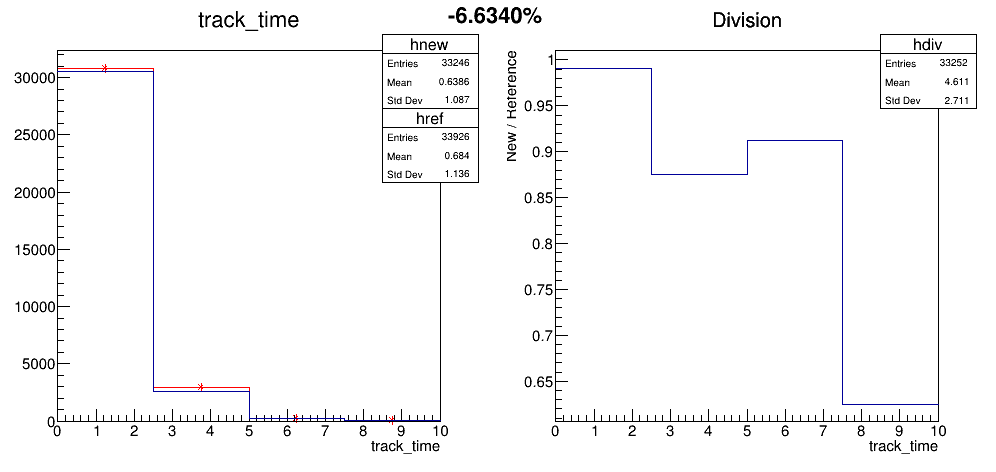 -6.6340%
track_time
hnew
Entries 33246
Mean 0.6386
Std Dev 1.087
href
Entries 33926
Mean 0.684
Std Dev 1.136
30000
25000
20000
15000
10000
5000
0
0 1 2 3 4 5 6 7 8 9 10
track_time
Division
hdiv
Entries 33252
Mean 4.611
Std Dev 2.711
New / Reference
1
0.95
0.9
0.85
0.8
0.75
0.7
0.65
0 1 2 3 4 5 6 7 8 9 10
track_time